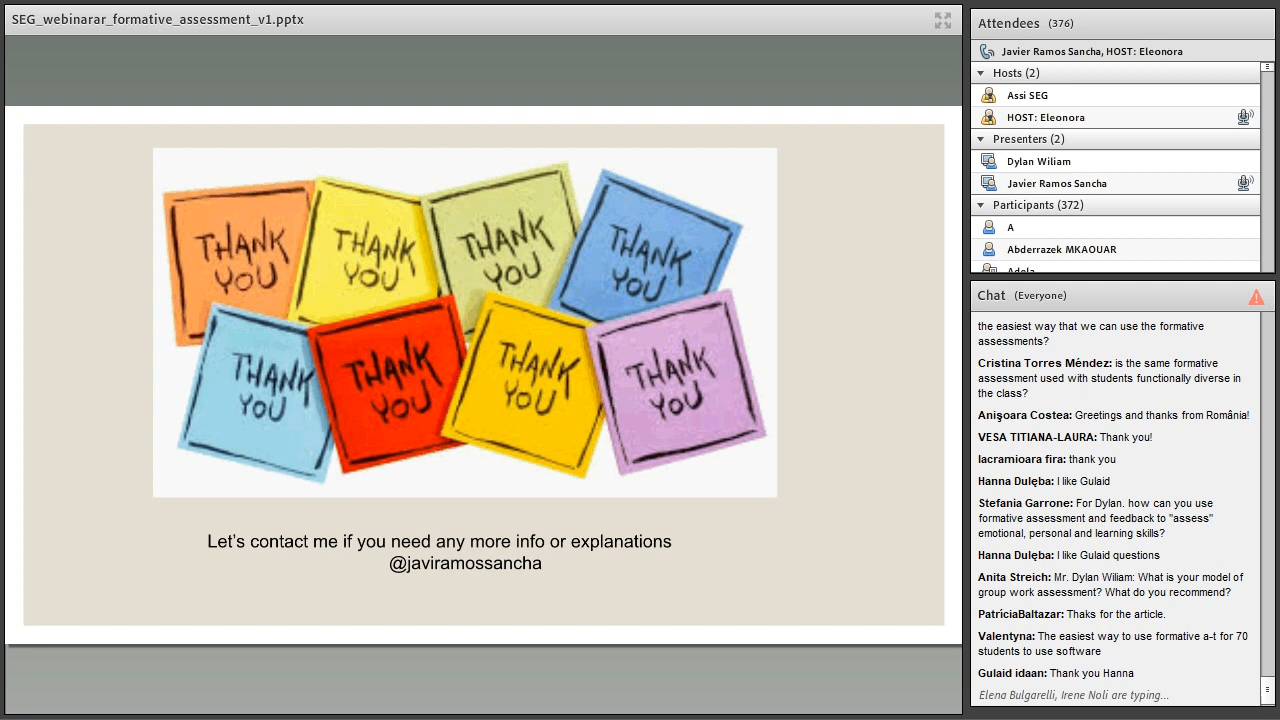 SEG_webinarar_formative_assessment_v1.pptx
THANK
YOU
THANK
YOU
THANK
YOU
THANK
YOU
THANK
YOU
THANK
YOU
THANK
YOU
THANK
YOU
Let's contact me if you need any more info or explanations
@javiramossancha
Attendees (376)
Javier Ramos Sancha, HOST: Eleonora
Hosts (2)
Assi SEG
HOST: Eleonora
Presenters (2)
Dylan Wiliam
Javier Ramos Sancha
Participants (372)
A
Abderrazek MKAOUAR
Adela
Chat (Everyone)
the easiest way that we can use the formative
assessments?
Cristina Torres Méndez: is the same formative
assessment used with students functionally diverse in
the class?
Anişoara Costea: Greetings and thanks from România!
VESA TITIANA-LAURA: Thank you!
lacramioara fira: thank you
Hanna Dulęba: I like Gulaid
Stefania Garrone: For Dylan. how can you use
formative assessment and feedback to "assess"
emotional, personal and learning skills?
Hanna Dulęba: I like Gulaid questions
Anita Streich: Mr. Dylan Wiliam: What is your model of
group work assessment? What do you recommend?
PatríciaBaltazar: Thaks for the article.
Valentyna: The easiest way to use formative a-t for 70
students to use software
Gulaid idaan: Thank you Hanna
Elena Bulgarelli, Irene Noli are typing...